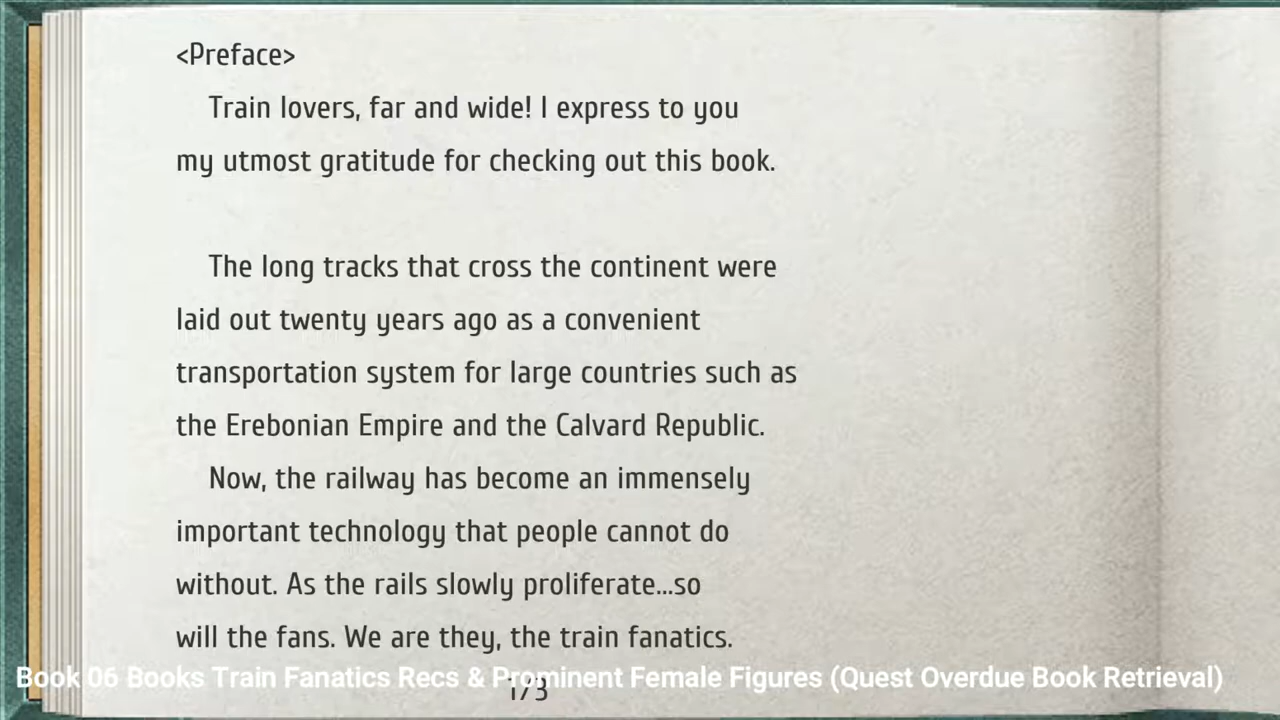 <Preface>
Train lovers, far and wide! I express to you
my utmost gratitude for checking out this book.
The long tracks that cross the continent were
laid out twenty years ago as a convenient
transportation system for large countries such as
the Erebonian Empire and the Calvard Republic.
Now, the railway has become an immensely
important technology that people cannot do
without. As the rails slowly proliferate...so
will the fans. We are they, the train fanatics.
Book 06 Books Train Fanatics Recs & Prominent Female Figures (Quest Overdue Book Retrieval)
1/3